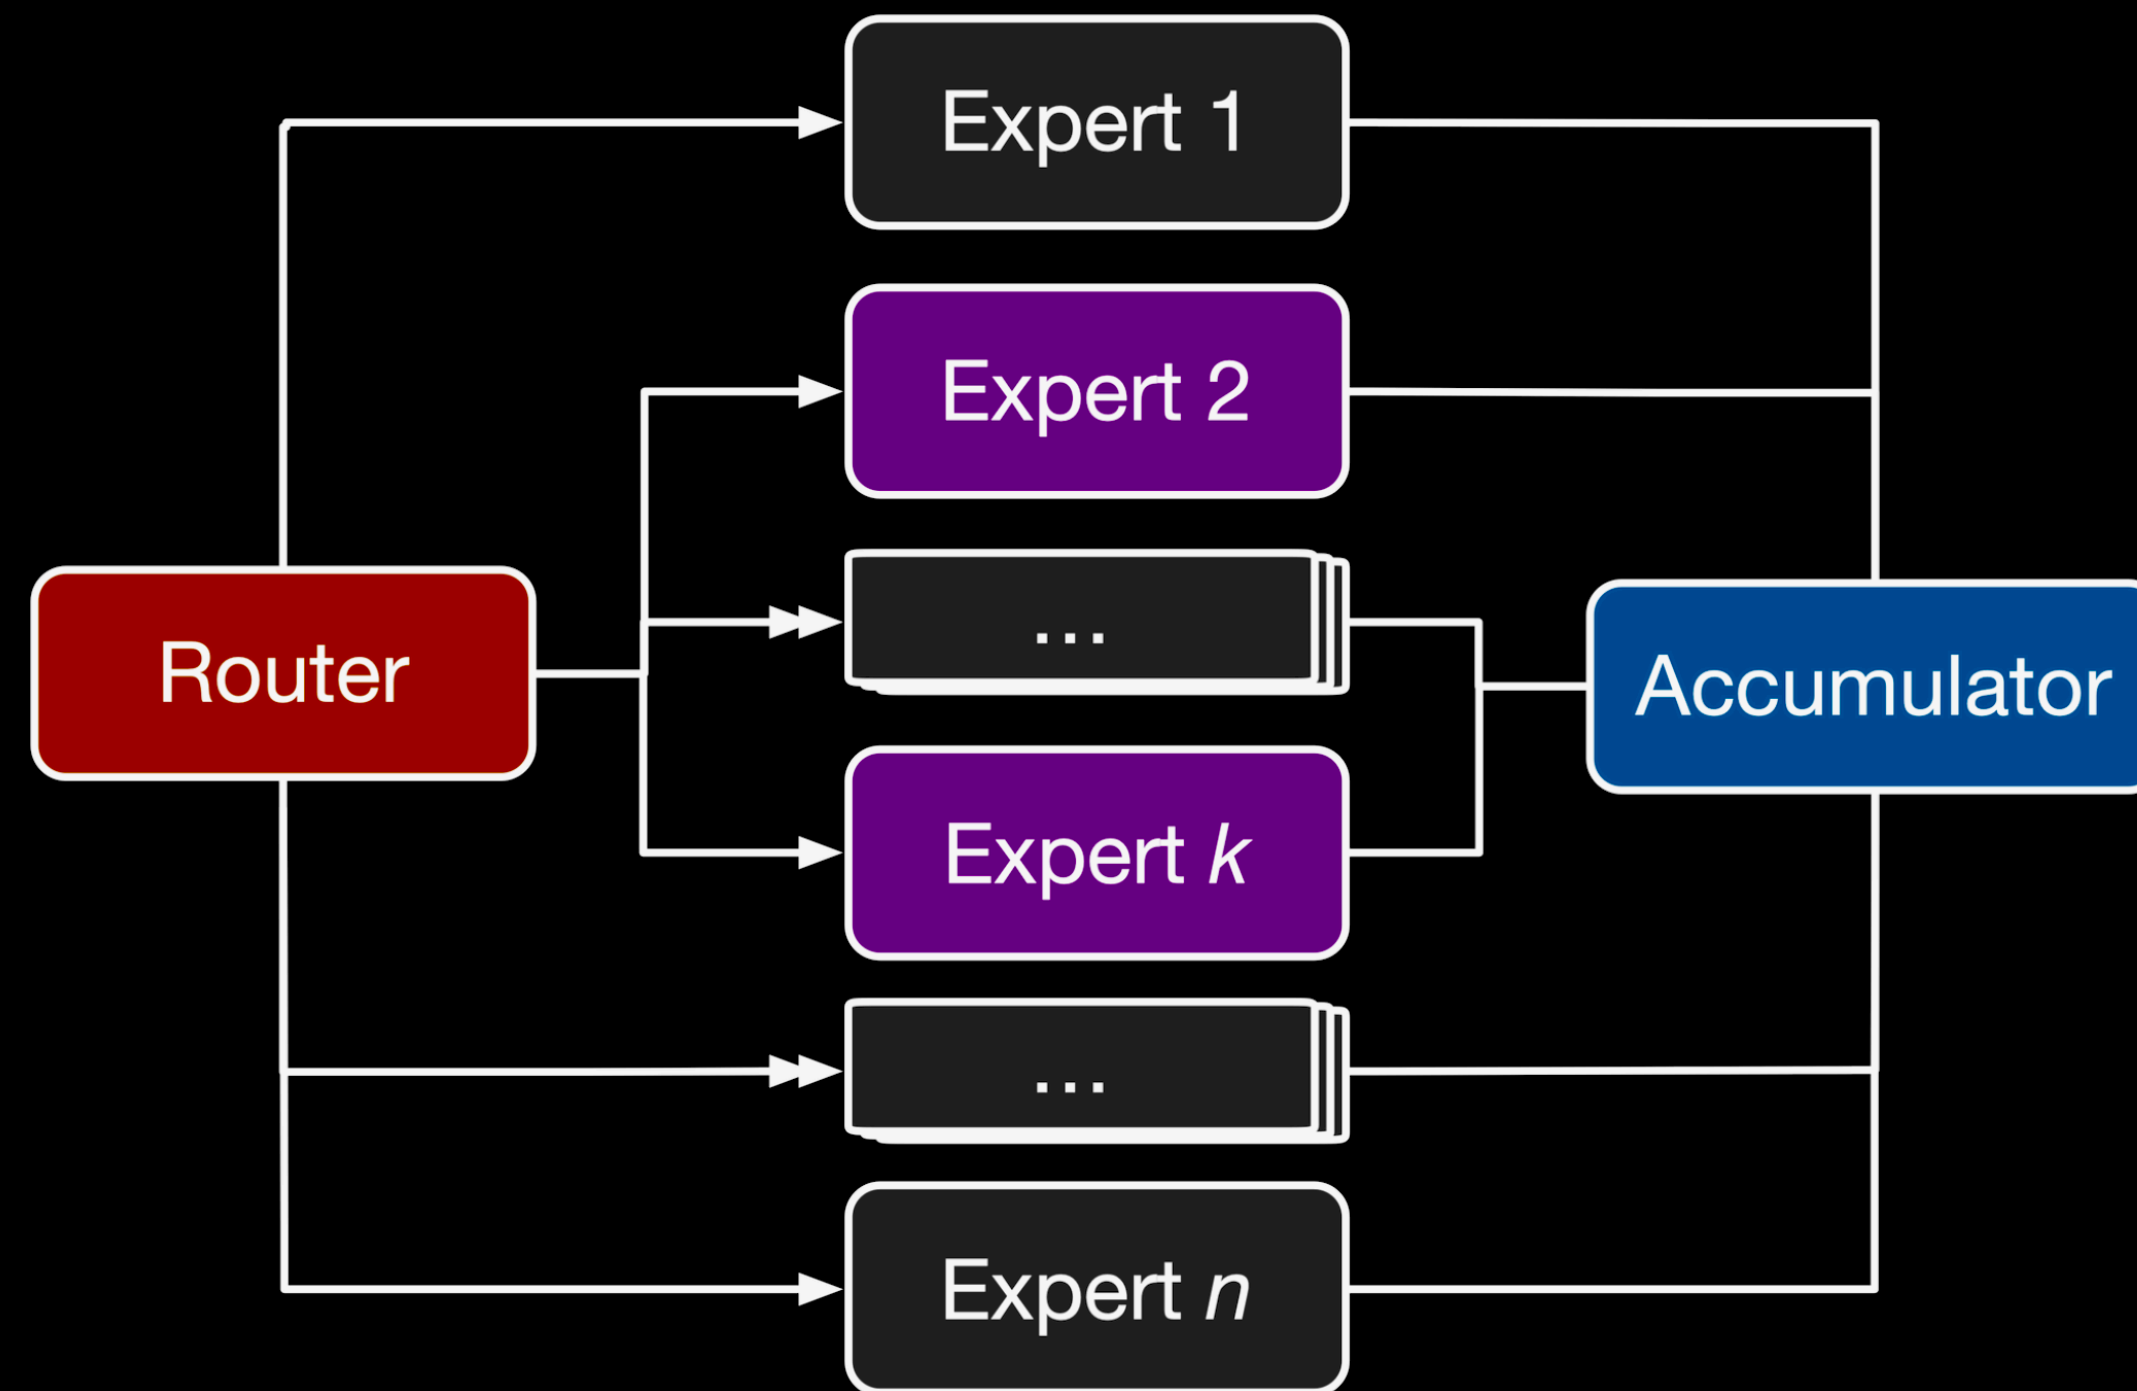 Expert 1
Expert 2
...
Router
Accumulator
Expert k
...
Expert n